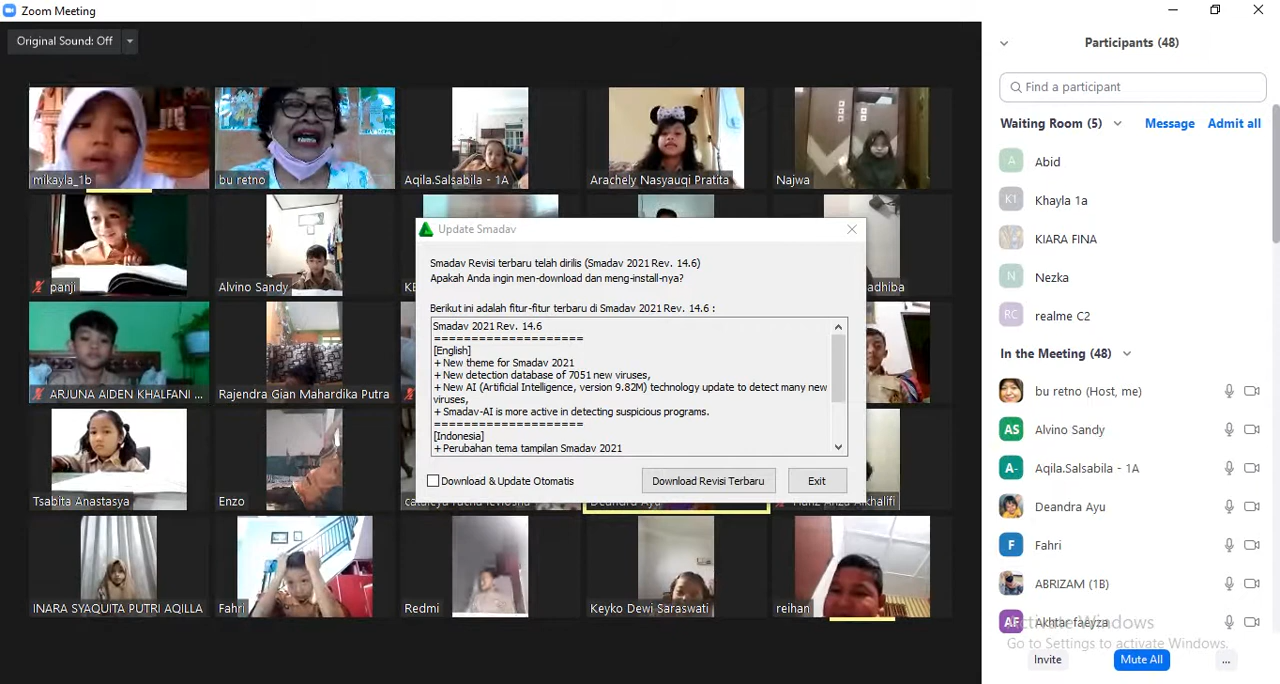 Zoom Meeting
Original Sound: Off
mikayla_1b
bu retno
Aqila.Salsabila - 1A
Arachely Nasyauqi Pratita
Najwa
panji
Alvino Sandy
adhiba
ARJUNA AIDEN KHALFANI ...
Rajendra Gian Mahardika Putra
Tsabita Anastasya
Enzo
Deandra Ayu
INARA SYAQUITA PUTRI AQILLA
Fahri
Redmi
Keyko Dewi Saraswati
reihan
Update Smadav
Smadav Revisi terbaru telah dirilis (Smadav 2021 Rev. 14.6)
Apakah Anda ingin men-download dan meng-install-nya?
Berikut ini adalah fitur-fitur terbaru di Smadav 2021 Rev. 14.6 :
Smadav 2021 Rev. 14.6
=====================
[English]
+ New theme for Smadav 2021
+ New detection database of 7051 new viruses,
+ New AI (Artificial Intelligence, version 9.82M) technology update to detect many new
viruses,
+ Smadav-AI is more active in detecting suspicious programs.
=====================
[Indonesia]
+ Perubahan tema tampilan Smadav 2021
Download & Update Otomatis
Download Revisi Terbaru
Exit
Participants (48)
Find a participant
Waiting Room (5)
Message
Admit all
A Abid
K1 Khayla 1a
KIARA FINA
N Nezka
RC realme C2
In the Meeting (48)
bu retno (Host, me)
AS Alvino Sandy
A- Aqila.Salsabila - 1A
Deandra Ayu
F Fahri
ABRIZAM (1B)
AF Akhtar faeyza
Activate Windows
Go to Settings to activate Windows.
Invite
Mute All
...